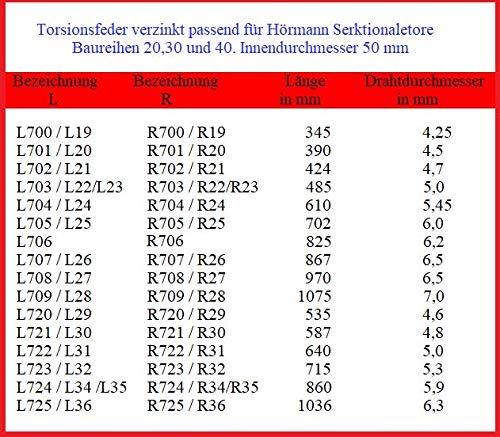 Torsionsfeder verzinkt passend für Hörmann Serktionaletore
Baureihen 20,30 und 40. Innendurchmesser 50 mm
Bezeichnung Bezeichnung Länge Drahtdurchmesser
L R in mm in mm
L700 / L19 R700 / R19 345 4,25
L701 / L20 R701 / R20 390 4,5
L702 / L21 R702 / R21 424 4,7
L703 / L22/L23 R703 / R22/R23 485 5,0
L704 / L24 R704 / R24 610 5,45
L705 / L25 R705 / R25 702 6,0
L706 R706 825 6,2
L707 / L26 R707 / R26 867 6,5
L708 / L27 R708 / R27 970 6,5
L709 / L28 R709 / R28 1075 7,0
L720 / L29 R720 / R29 535 4,6
L721 / L30 R721 / R30 587 4,8
L722 / L31 R722 / R31 640 5,0
L723 / L32 R723 / R32 715 5,3
L724 / L34 /L35 R724 / R34/R35 860 5,9
L725 / L36 R725 / R36 1036 6,3